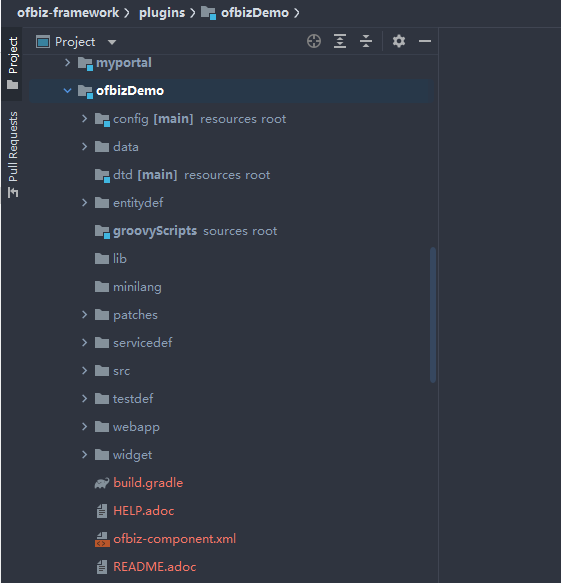 ofbiz-framework plugins ofbizDemo
Project
Project
Pull Requests
myportal
ofbizDemo
config [main] resources root
data
dtd [main] resources root
entitydef
groovyScripts sources root
lib
minilang
patches
servicedef
src
testdef
webapp
widget
build.gradle
HELP.adoc
ofbiz-component.xml
README.adoc